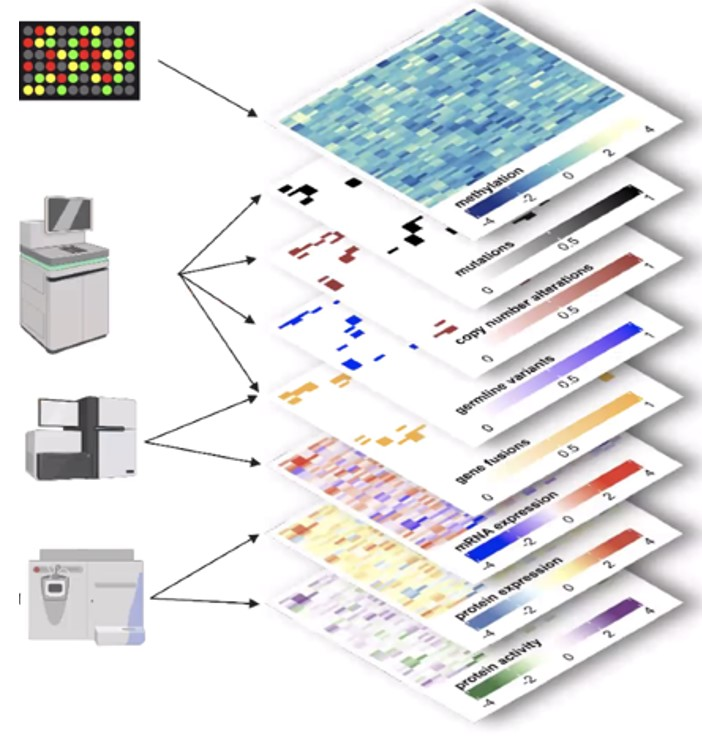 methylation
-4 -2 0 2 4
mutations
0 0.5 1
copy number alterations
0 0.5 1
germline variants
0 0.5 1
gene fusions
0 0.5 1
mRNA expression
-4 -2 0 2 4
protein expression
-4 -2 0 2 4
protein activity
-4 -2 0 2 4